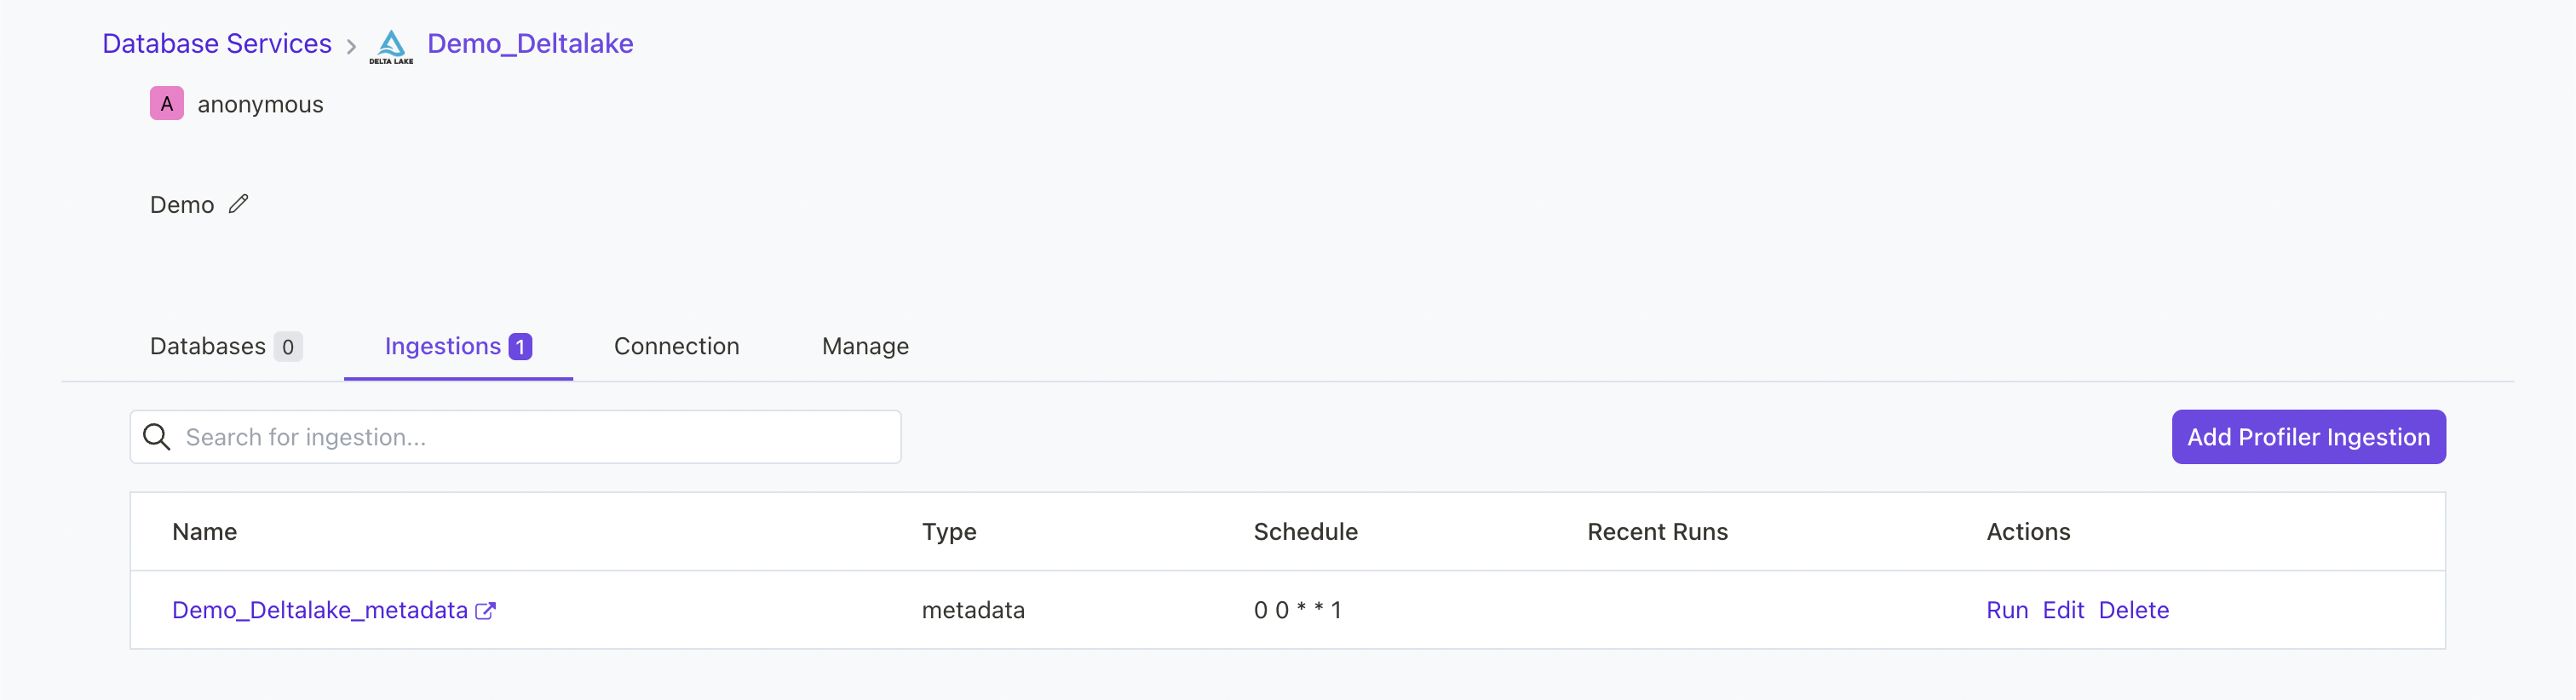 Database Services > DELTA LAKE Demo_Deltalake
A anonymous
Demo
Databases 0 Ingestions 1 Connection Manage
Search for ingestion... Add Profiler Ingestion
Name Type Schedule Recent Runs Actions
Demo_Deltalake_metadata metadata 0 0 * * 1 Run Edit Delete